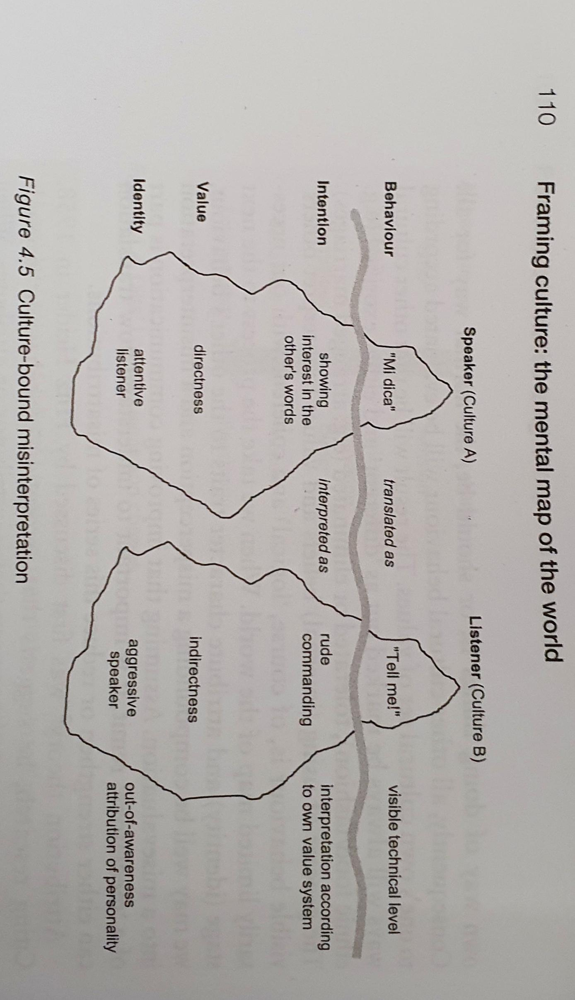 110 Framing culture: the mental map of the world
Speaker (Culture A)
Listener (Culture B)
Behaviour
"Mi dica"
translated as
"Tell me!"
visible technical level
Intention
showing
interest in the
other's words
interpreted as
rude
commanding
interpretation according
to own value system
Value
directness
indirectness
Identity
attentive
listener
aggressive
speaker
out-of-awareness
attribution of personality
Figure 4.5 Culture-bound misinterpretation